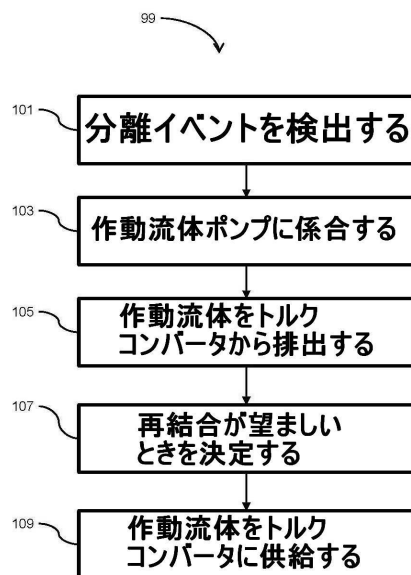 99
101
分離イベントを検出する
103
作動流体ポンプに係合する
105
作動流体をトルク
コンバータから排出する
107
再結合が望ましい
ときを決定する
109
作動流体をトルク
コンバータに供給する